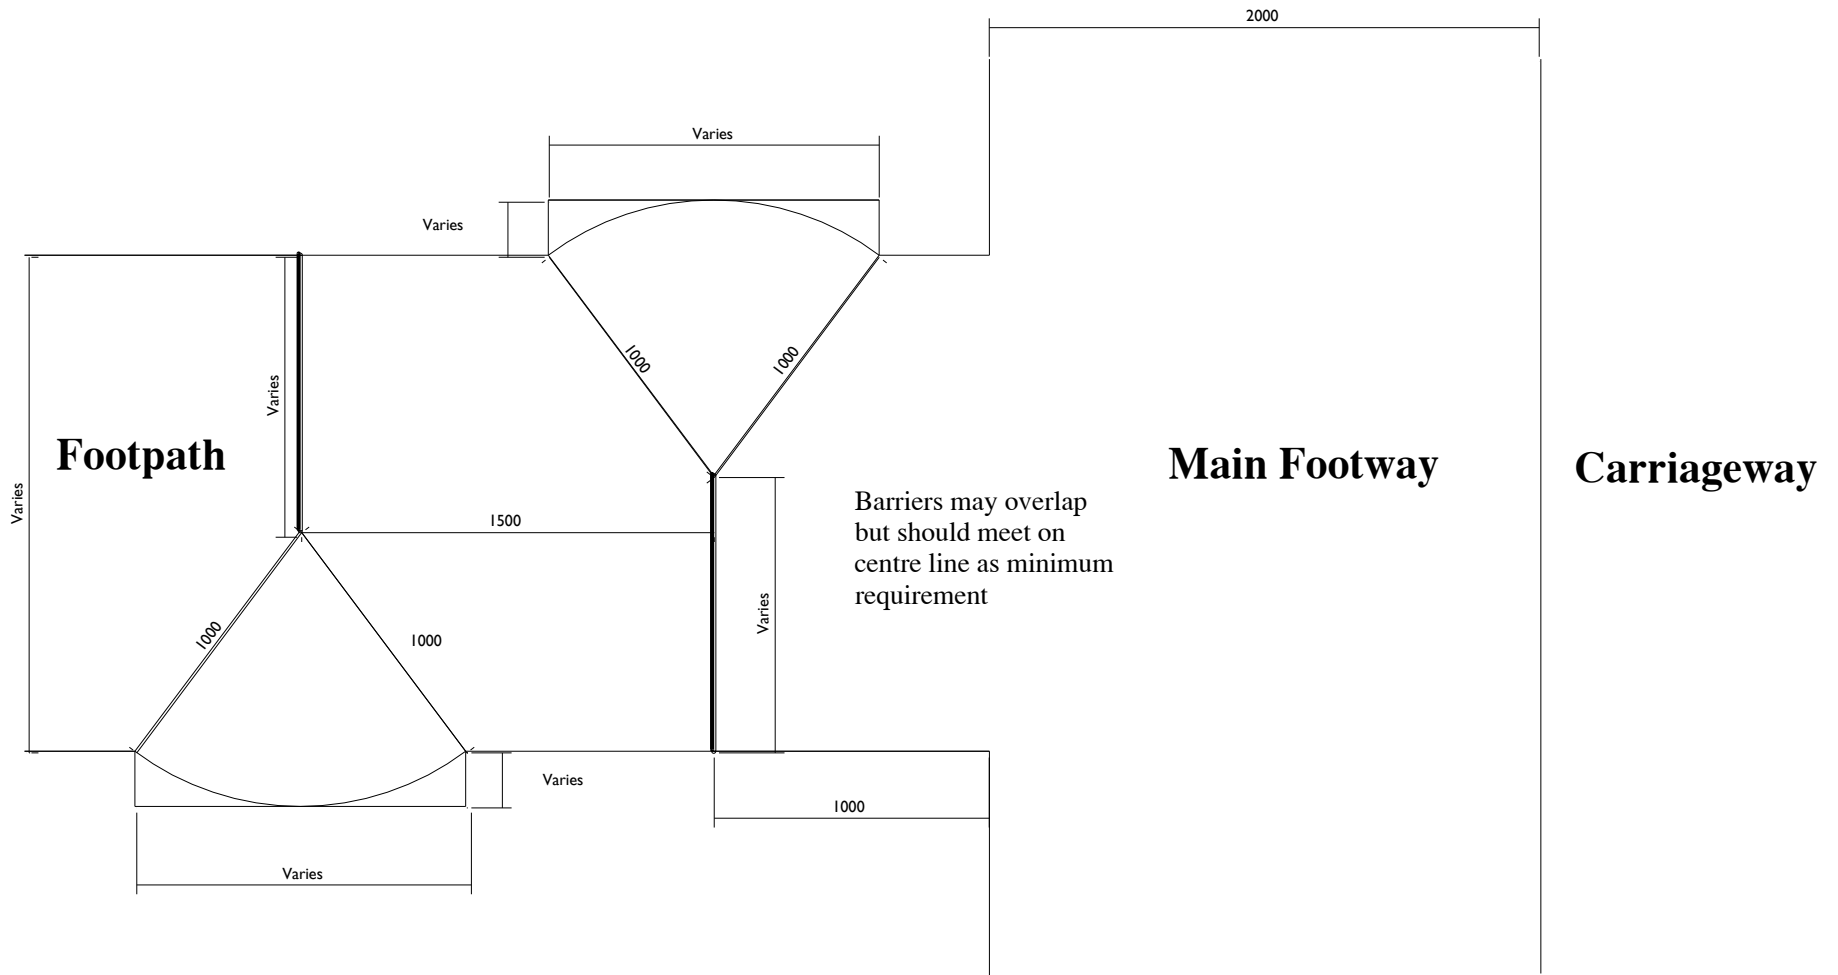 2000
Varies
Varies
1000
1000
Varies
Footpath
Main Footway
Carriageway
Varies
Barriers may overlap
but should meet on
centre line as minimum
requirement
1500
Varies
1000
1000
Varies
1000
Varies